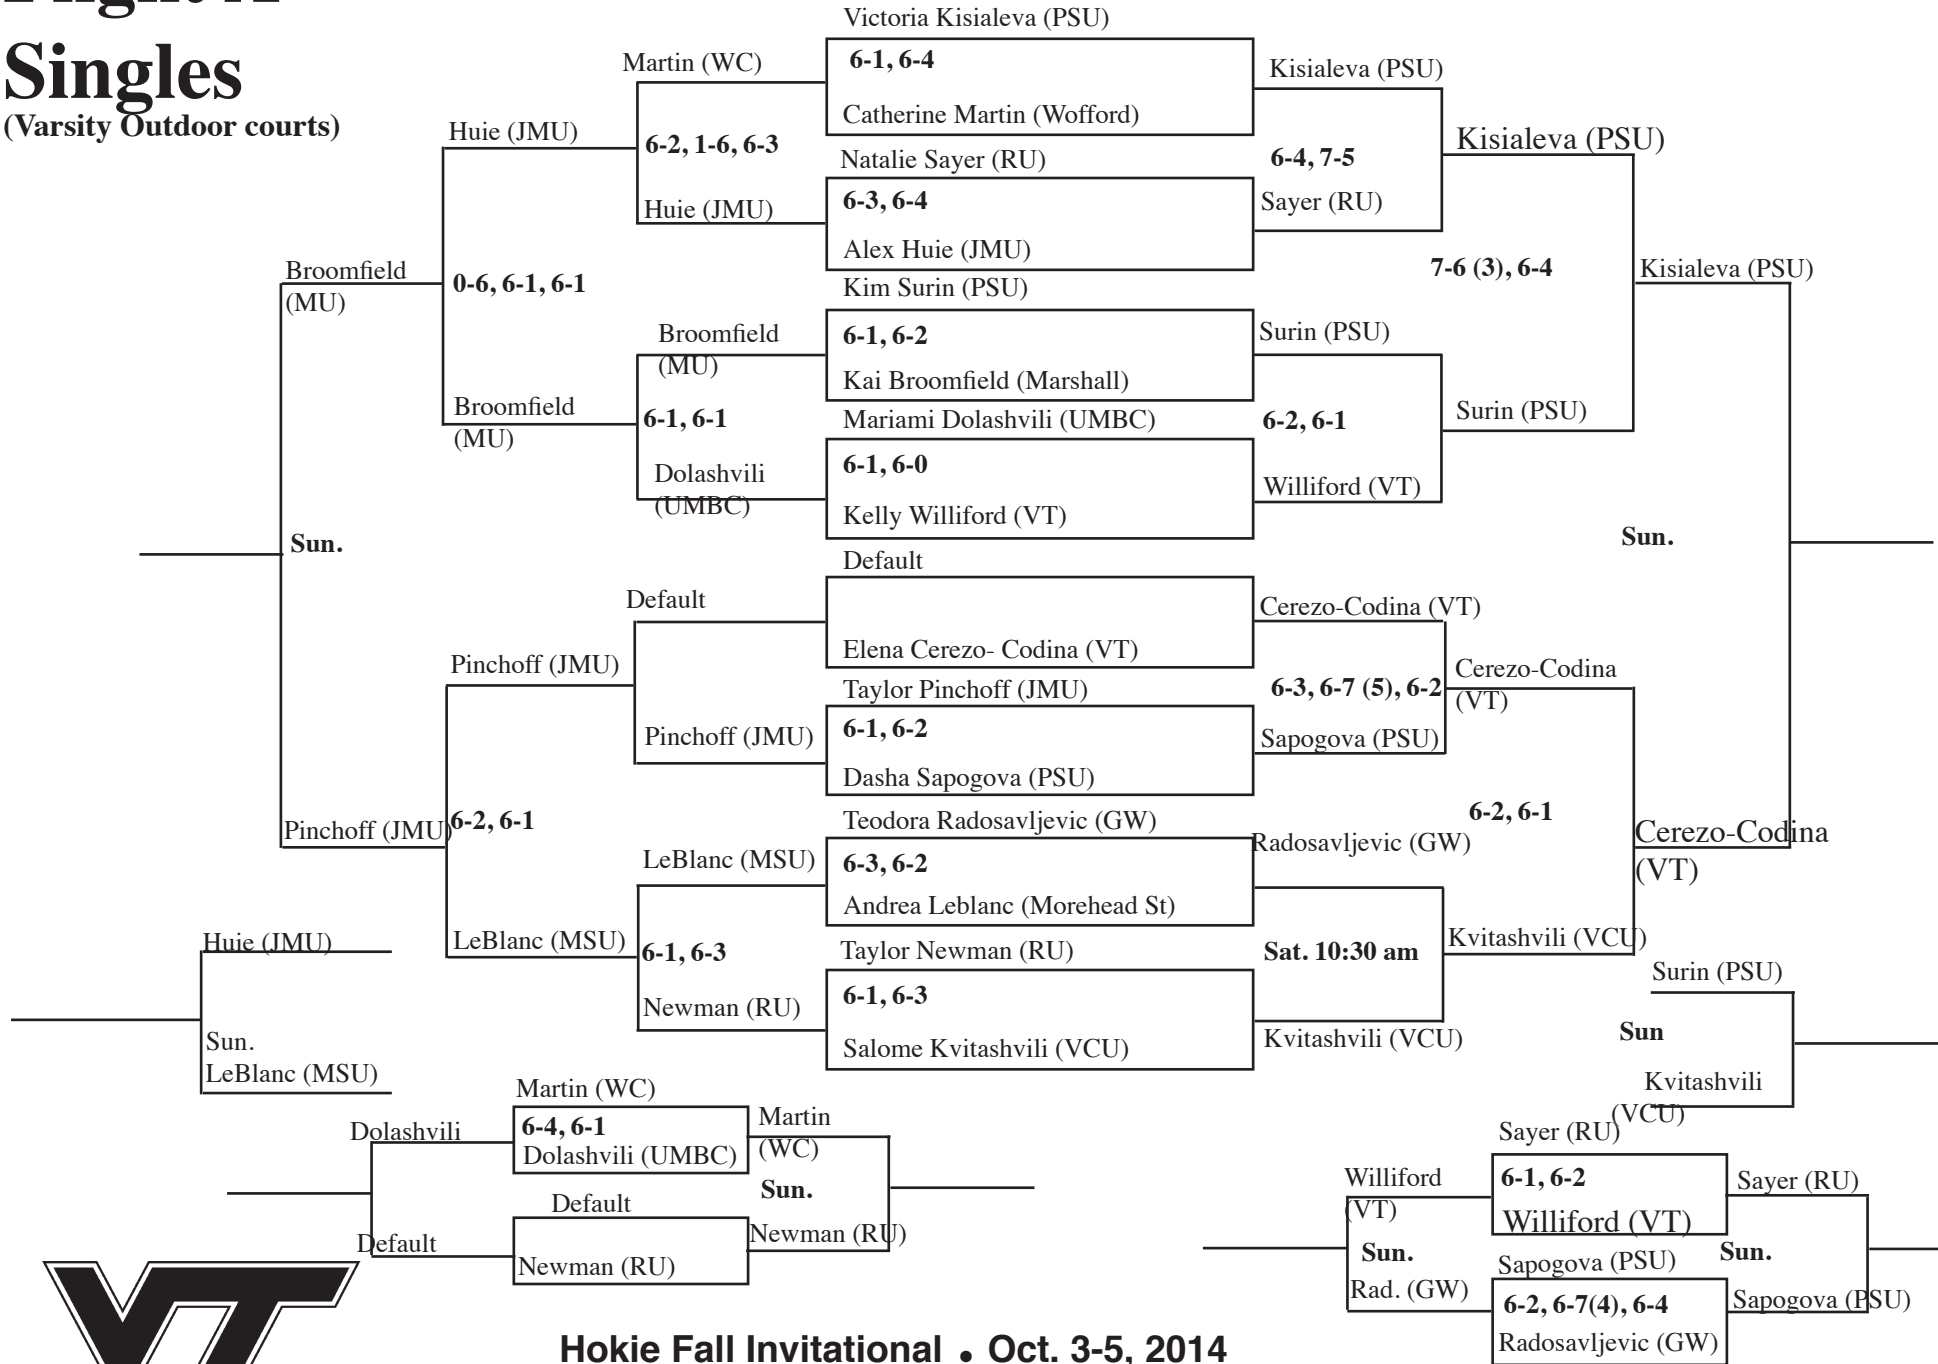 Singles
(Varsity Outdoor courts)
Victoria Kisialeva (PSU)
6-1, 6-4
Catherine Martin (Wofford)
Natalie Sayer (RU)
6-3, 6-4
Alex Huie (JMU)
Kim Surin (PSU)
6-1, 6-2
Kai Broomfield (Marshall)
Mariami Dolashvili (UMBC)
6-1, 6-0
Kelly Williford (VT)
Default
Elena Cerezo- Codina (VT)
Taylor Pinchoff (JMU)
6-1, 6-2
Dasha Sapogova (PSU)
Teodora Radosavljevic (GW)
6-3, 6-2
Andrea Leblanc (Morehead St)
Taylor Newman (RU)
6-1, 6-3
Salome Kvitashvili (VCU)
Martin (WC)
6-2, 1-6, 6-3
Huie (JMU)
Broomfield
(MU)
6-1, 6-1
Dolashvili
(UMBC)
Default
Pinchoff (JMU)
LeBlanc (MSU)
6-1, 6-3
Newman (RU)
Huie (JMU)
0-6, 6-1, 6-1
Broomfield
(MU)
Pinchoff (JMU)
6-2, 6-1
LeBlanc (MSU)
Broomfield
(MU)
Sun.
Pinchoff (JMU)
Huie (JMU)
Sun.
LeBlanc (MSU)
Kisialeva (PSU)
6-4, 7-5
Sayer (RU)
Surin (PSU)
6-2, 6-1
Williford (VT)
Cerezo-Codina (VT)
6-3, 6-7 (5), 6-2
Sapogova (PSU)
Radosavljevic (GW)
Sat. 10:30 am
Kvitashvili (VCU)
Kisialeva (PSU)
7-6 (3), 6-4
Surin (PSU)
Cerezo-Codina
(VT)
6-2, 6-1
Kvitashvili (VCU)
Kisialeva (PSU)
Sun.
Cerezo-Codina
(VT)
Surin (PSU)
Sun
Kvitashvili
(VCU)
Martin (WC)
6-4, 6-1
Dolashvili (UMBC)
Default
Newman (RU)
Dolashvili
Default
Martin
(WC)
Sun.
Newman (RU)
Sayer (RU)
6-1, 6-2
Williford (VT)
Sapogova (PSU)
6-2, 6-7(4), 6-4
Radosavljevic (GW)
Williford
(VT)
Sun.
Rad. (GW)
Sayer (RU)
Sun.
Sapogova (PSU)
VT
Hokie Fall Invitational • Oct. 3-5, 2014